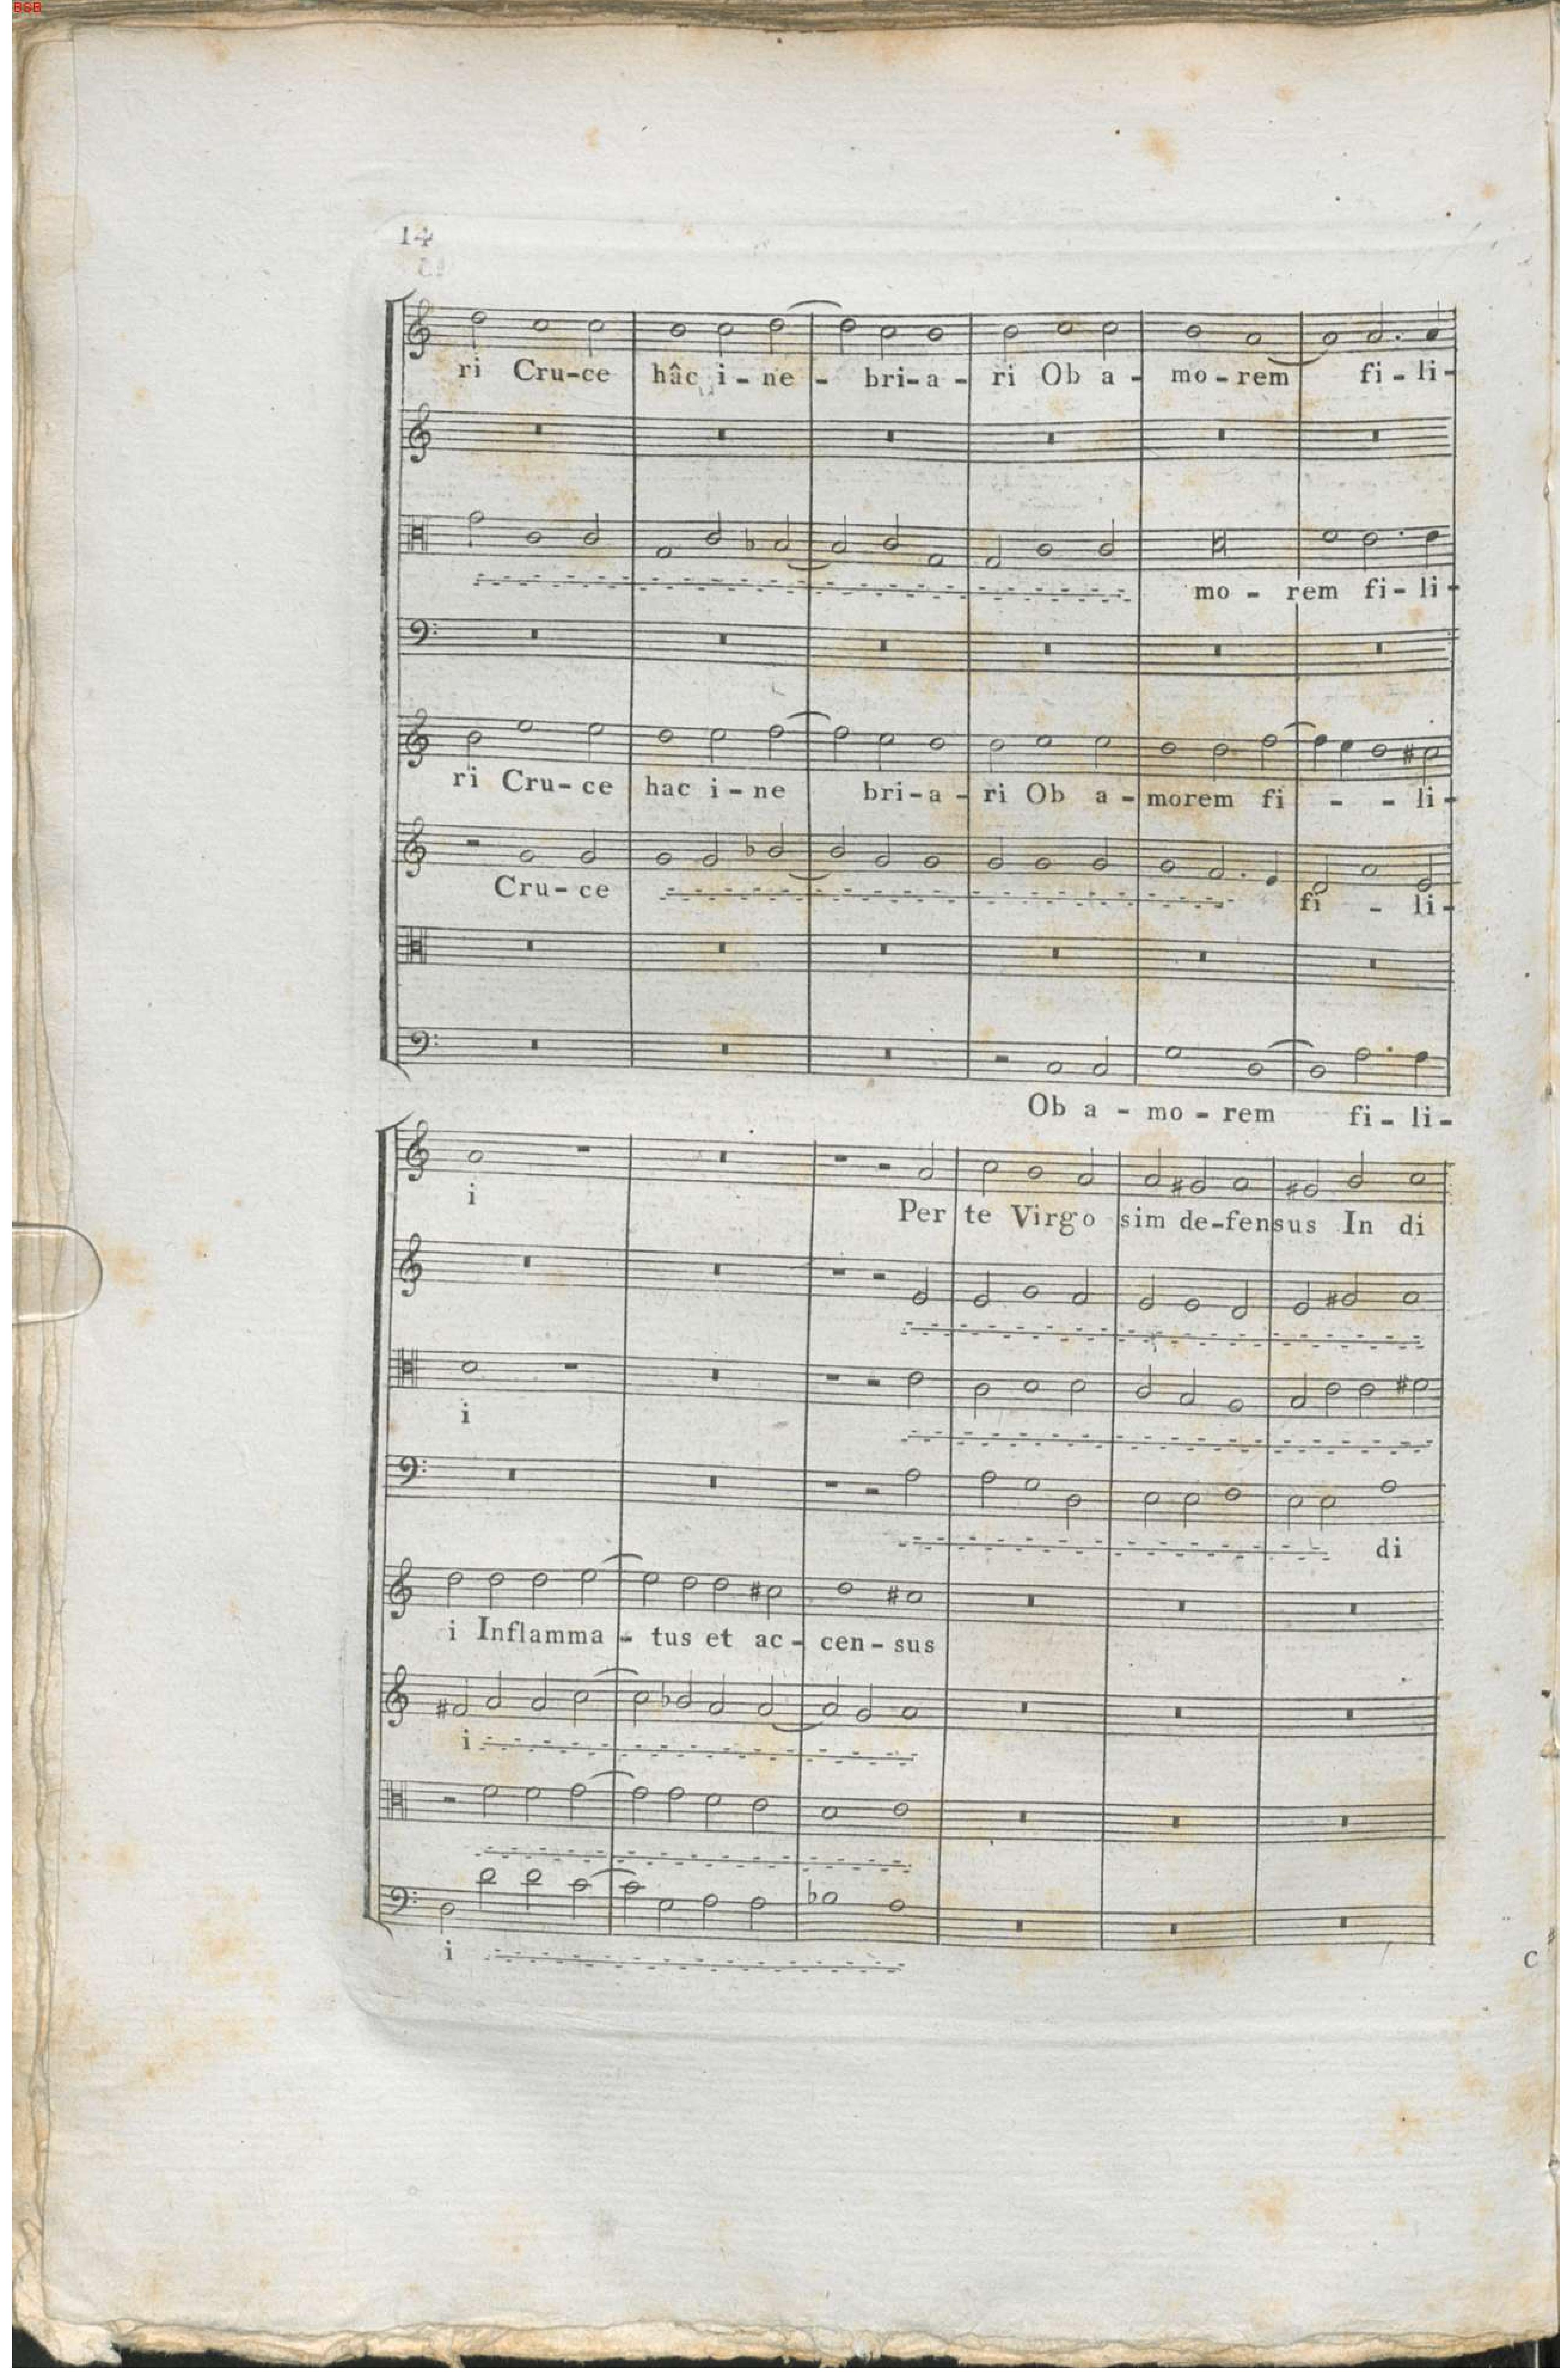 BSB
14
ri Cru-ce hâc i-ne - bri-a - ri Ob a - mo-rem fi-li-
mo - rem fi-li-
ri Cru-ce hac i-ne bri-a - ri Ob a - morem fi - - li-
Cru-ce fi - li-
Ob a - mo - rem fi - li-
i Per te Virgo sim de-fensus In di
i
di
i Inflamma - tus et ac - cen - sus
i
i
C